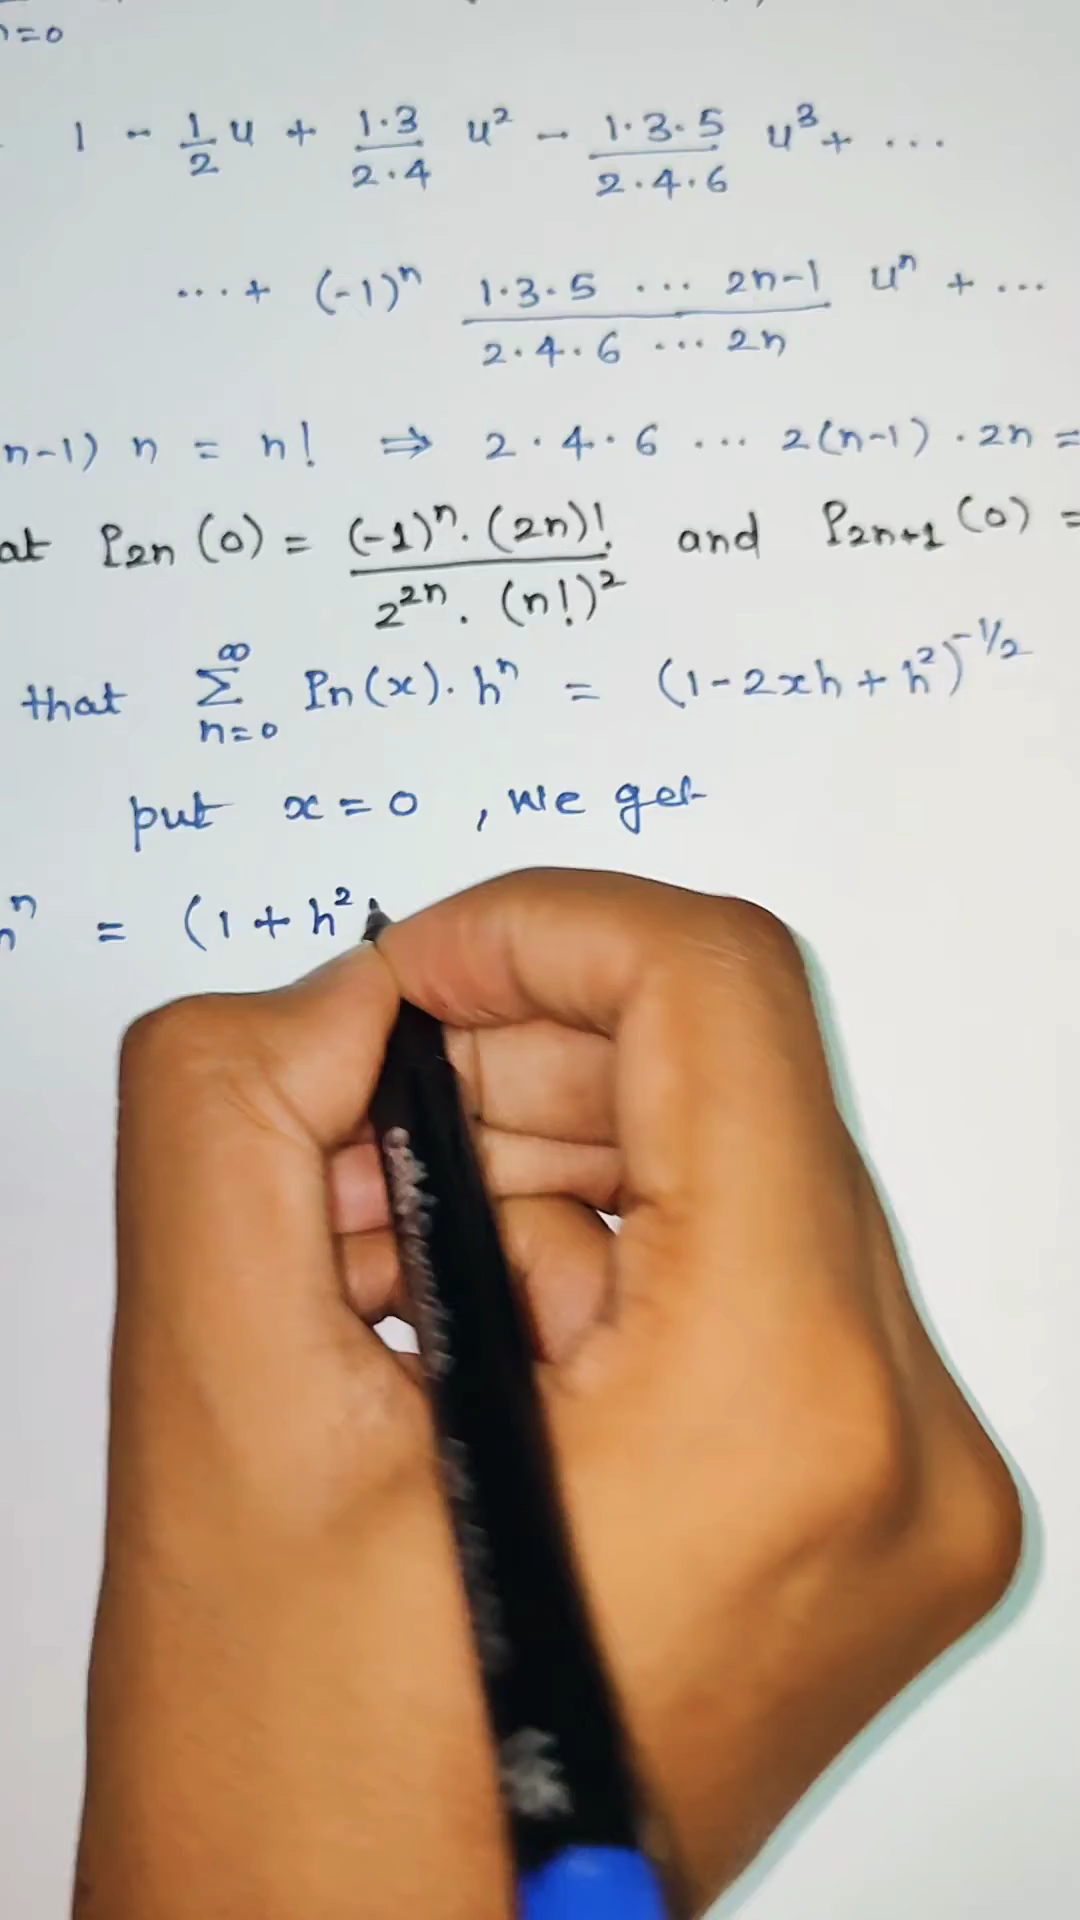 n=0
1 - 1/2 u + 1·3/2·4 u² - 1·3·5/2·4·6 u³ + ...
...+ (-1)ⁿ 1·3·5 ... 2n-1/2·4·6 ... 2n uⁿ + ...
n-1) n = n! ⇒ 2·4·6 ... 2(n-1)·2n =
at P₂ₙ(0) = (-1)ⁿ·(2n)!/2²ⁿ·(n!)² and P₂ₙ₊₁(0) =
that ∞Σn=0 Pn(x)·hⁿ = (1-2xh+h²)^-1/2
put x=0, we get
ⁿ = (1+h²)